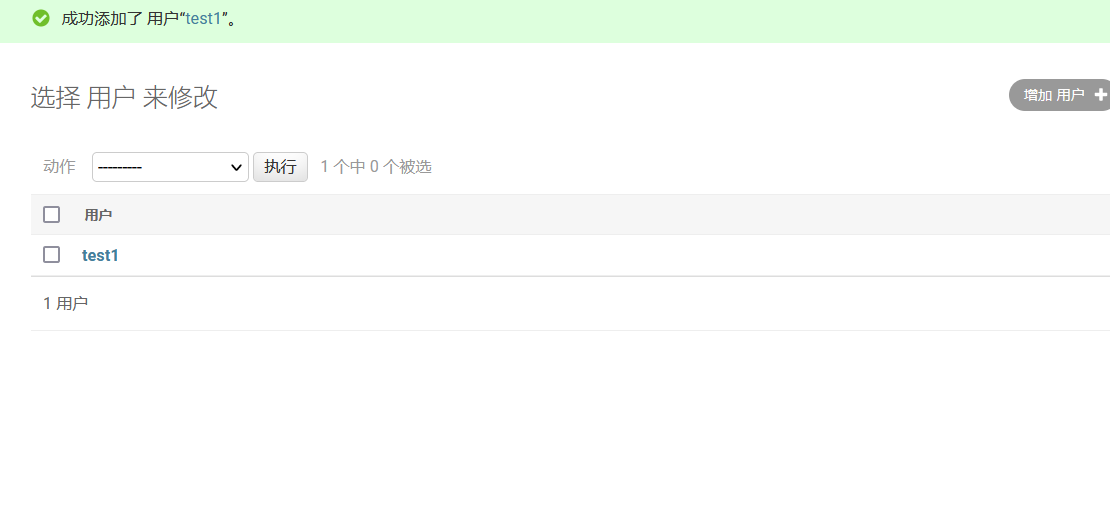 成功添加了 用户“test1”。
选择 用户 来修改
增加 用户
动作 --------- 执行 1 个中 0 个被选
用户
test1
1 用户